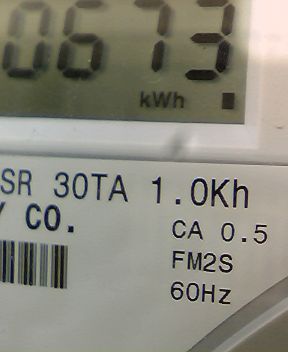 0673
kWh
SR 30TA 1.0Kh
Y CO.
CA 0.5
FM2S
60Hz